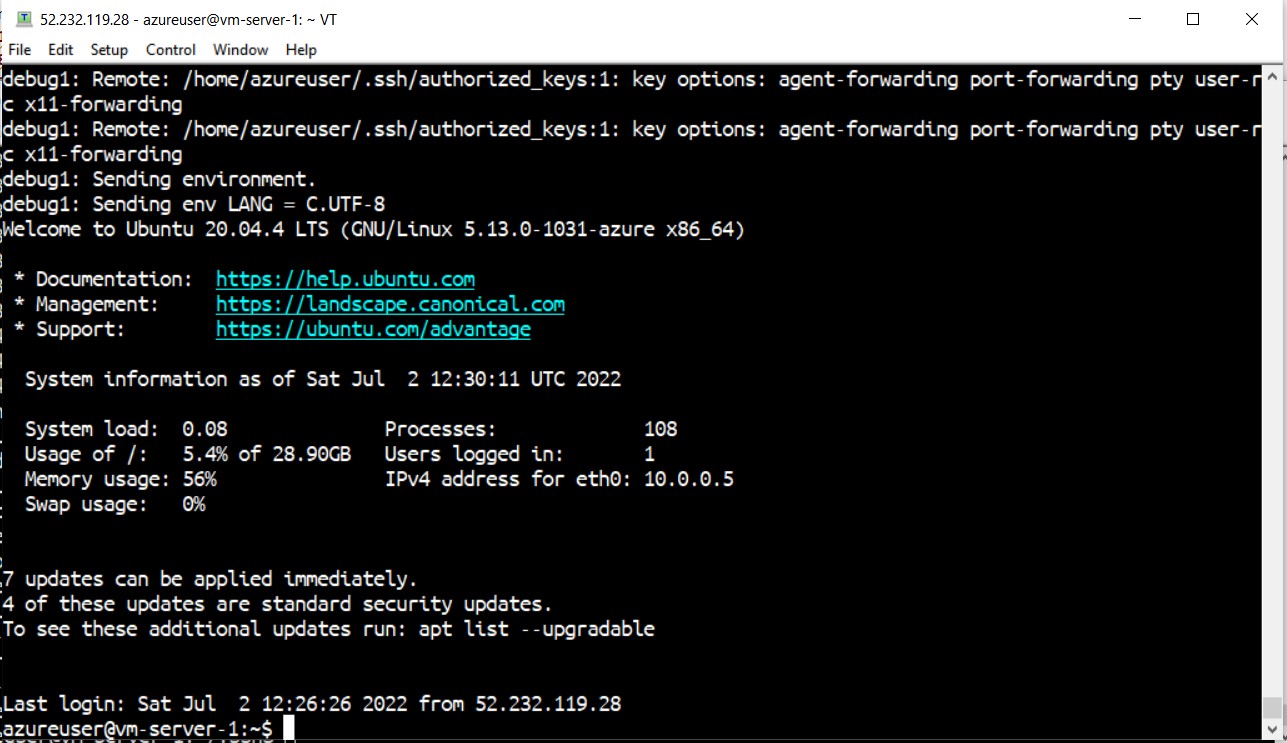 52.232.119.28 - azureuser@vm-server-1: ~ VT
File Edit Setup Control Window Help
debug1: Remote: /home/azureuser/.ssh/authorized_keys:1: key options: agent-forwarding port-forwarding pty user-r
c x11-forwarding
debug1: Remote: /home/azureuser/.ssh/authorized_keys:1: key options: agent-forwarding port-forwarding pty user-r
c x11-forwarding
debug1: Sending environment.
debug1: Sending env LANG = C.UTF-8
Welcome to Ubuntu 20.04.4 LTS (GNU/Linux 5.13.0-1031-azure x86_64)
* Documentation: https://help.ubuntu.com
* Management: https://landscape.canonical.com
* Support: https://ubuntu.com/advantage
System information as of Sat Jul 2 12:30:11 UTC 2022
System load: 0.08 Processes: 108
Usage of /: 5.4% of 28.90GB Users logged in: 1
Memory usage: 56% IPv4 address for eth0: 10.0.0.5
Swap usage: 0%
7 updates can be applied immediately.
4 of these updates are standard security updates.
To see these additional updates run: apt list --upgradable
Last login: Sat Jul 2 12:26:26 2022 from 52.232.119.28
azureuser@vm-server-1:~$